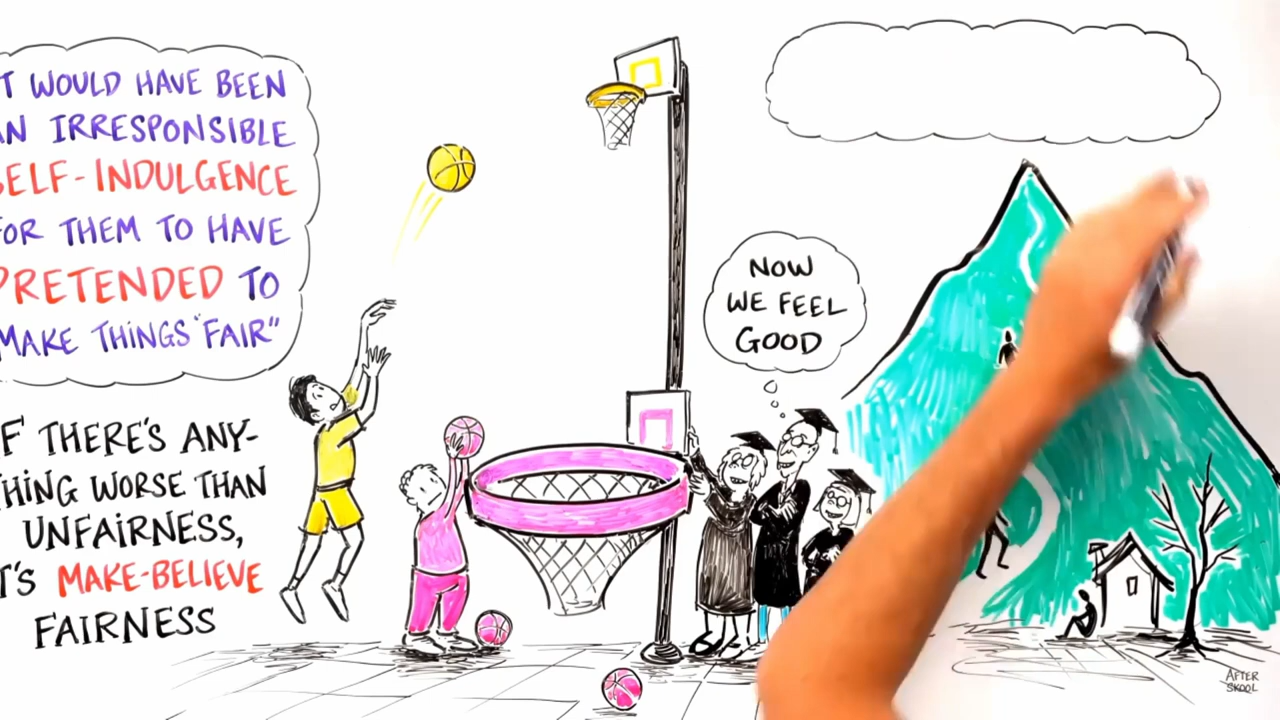 T WOULD HAVE BEEN
N IRRESPONSIBLE
SELF-INDULGENCE
FOR THEM TO HAVE
PRETENDED TO
MAKE THINGS "FAIR"
F THERE'S ANY-
THING WORSE THAN
UNFAIRNESS,
T'S MAKE-BELIEVE
FAIRNESS
NOW
WE FEEL
GOOD
AFTER
SKOOL